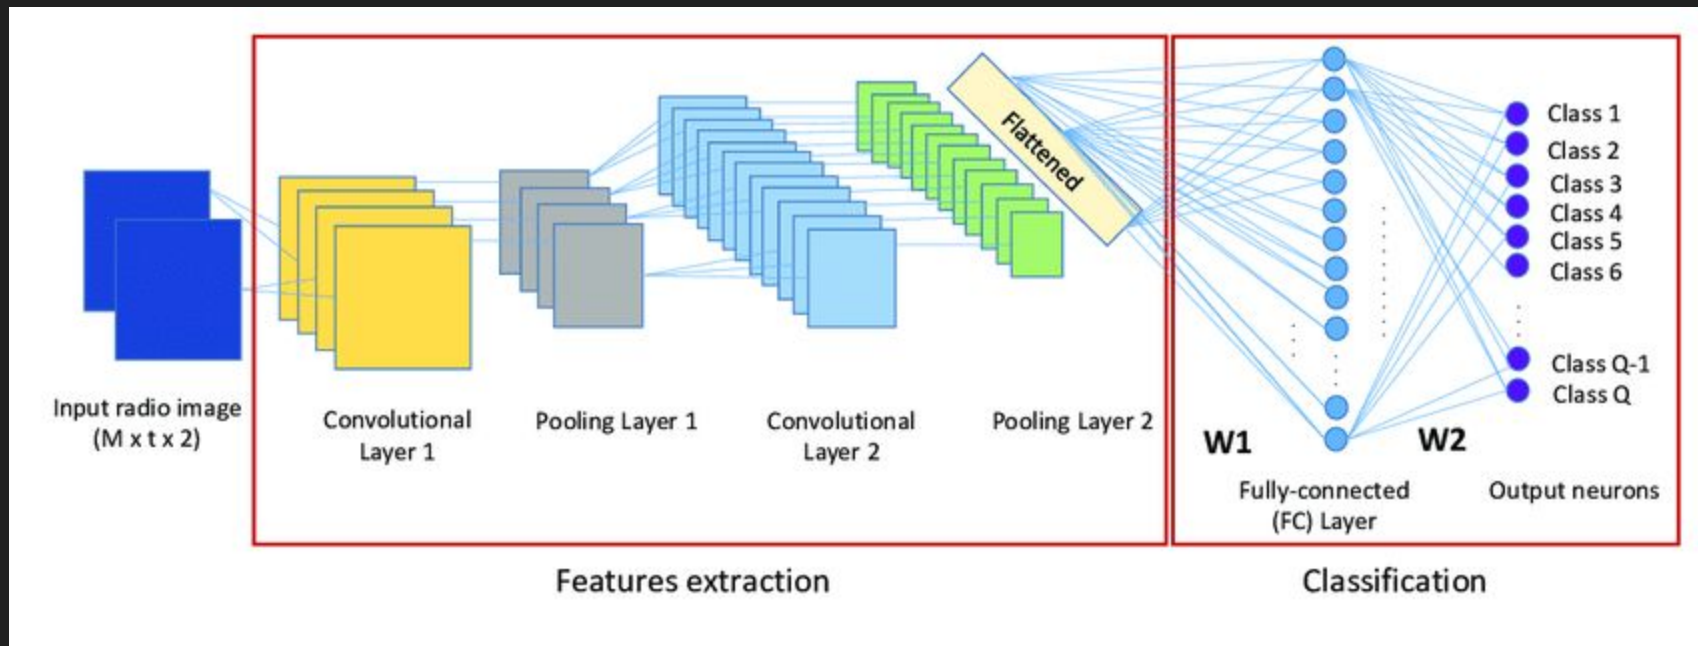 Input radio image
(M x t x 2)
Convolutional
Layer 1
Pooling Layer 1
Convolutional
Layer 2
Pooling Layer 2
Flattened
Features extraction
W1
Fully-connected
(FC) Layer
W2
Class 1
Class 2
Class 3
Class 4
Class 5
Class 6
Class Q-1
Class Q
Output neurons
Classification